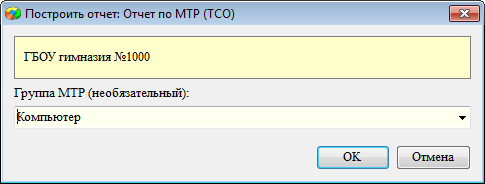 Построить отчет: Отчет по МТР (ТСО)
ГБОУ гимназия №1000
Группа МТР (необязательный):
Компьютер
OK
Отмена